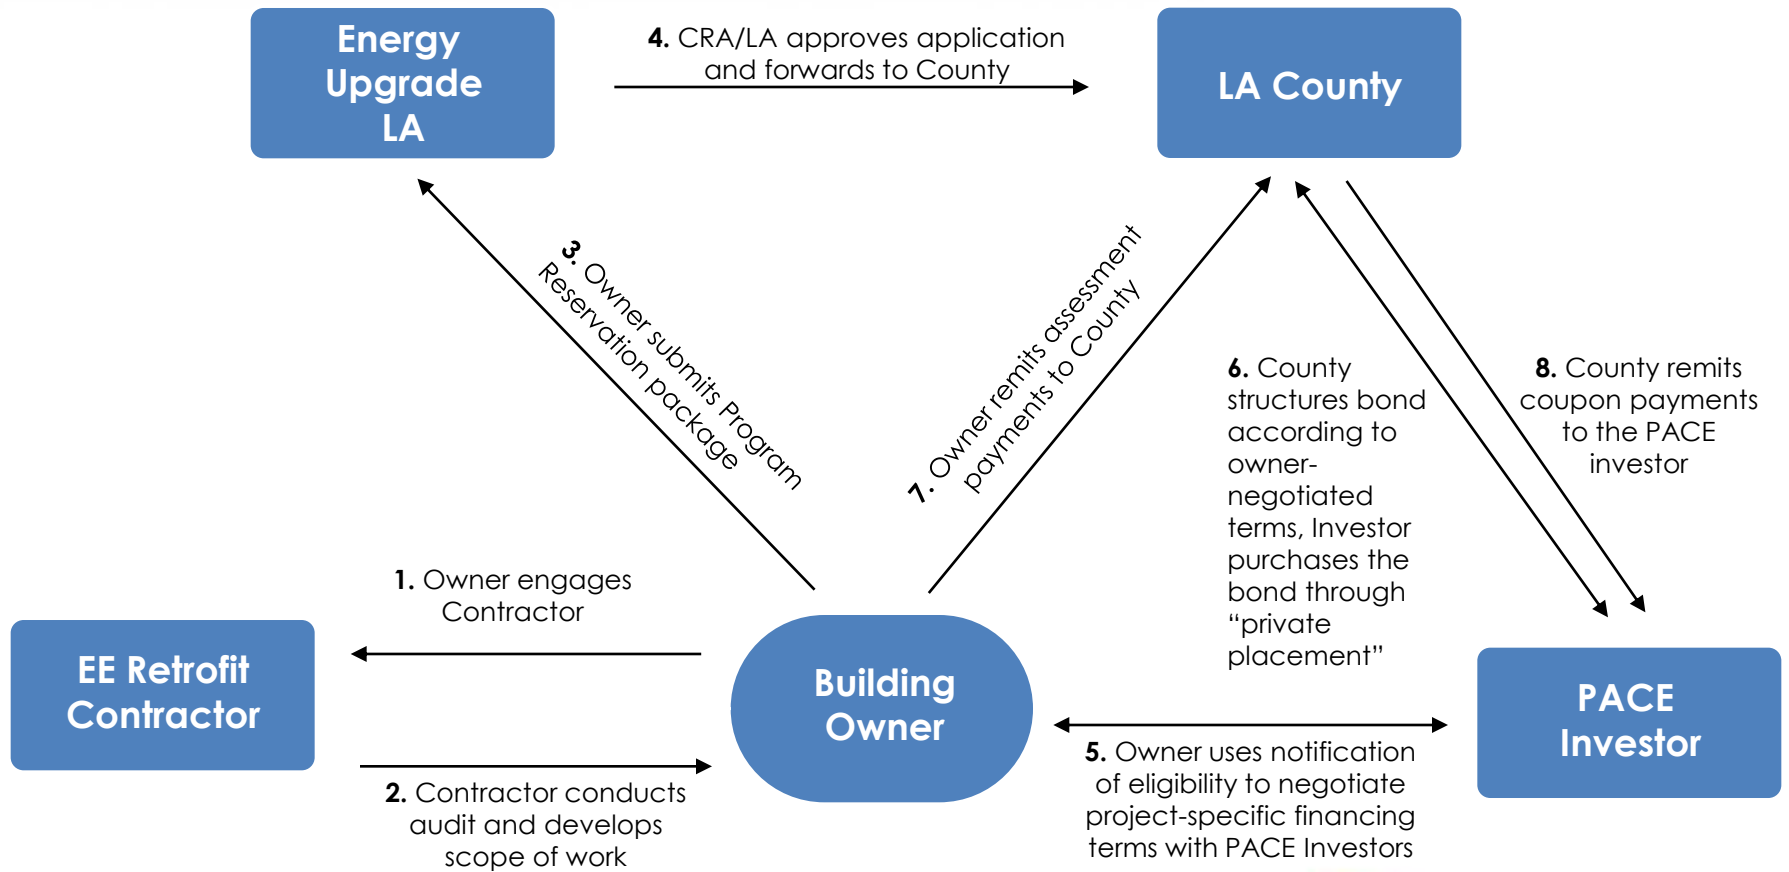 Energy
Upgrade
LA
4. CRA/LA approves application
and forwards to County
LA County
3. Owner submits Program
Reservation package
7. Owner remits assessment
payments to County
6. County
structures bond
according to
owner-
negotiated
terms, Investor
purchases the
bond through
“private
placement”
8. County remits
coupon payments
to the PACE
investor
1. Owner engages
Contractor
EE Retrofit
Contractor
Building
Owner
PACE
Investor
2. Contractor conducts
audit and develops
scope of work
5. Owner uses notification
of eligibility to negotiate
project-specific financing
terms with PACE Investors